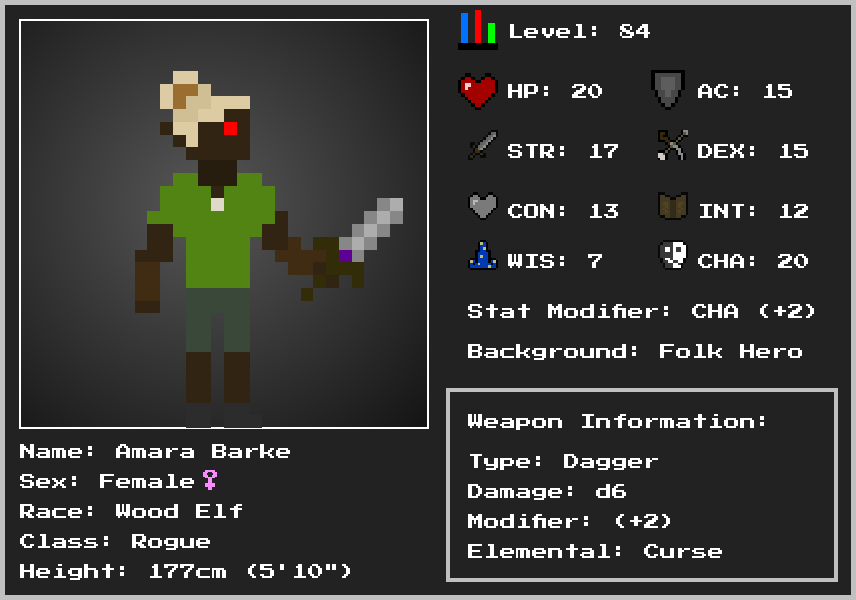 Level: 84
HP: 20 AC: 15
STR: 17 DEX: 15
CON: 13 INT: 12
WIS: 7 CHA: 20
Stat Modifier: CHA (+2)
Background: Folk Hero
Weapon Information:
Type: Dagger
Damage: d6
Modifier: (+2)
Elemental: Curse
Name: Amara Barke
Sex: Female♀
Race: Wood Elf
Class: Rogue
Height: 177cm (5'10")